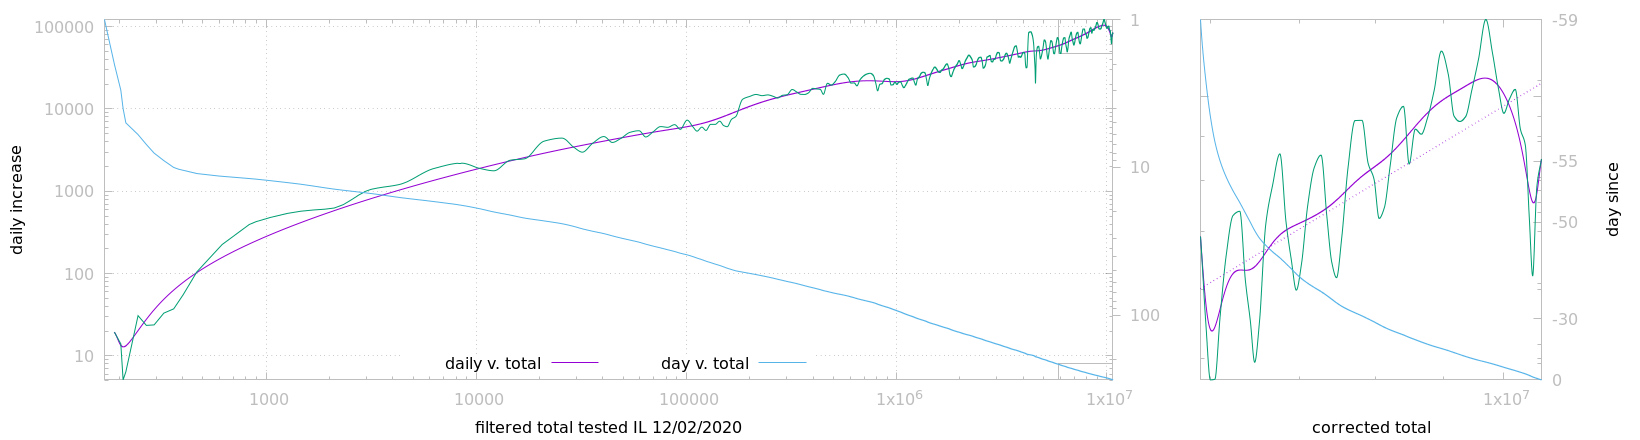 100000
10000
1000
100
10
daily increase
1000
10000
100000
1x10^6
1x10^7
filtered total tested IL 12/02/2020
daily v. total
day v. total
1
10
100
-59
-55
-50
-30
0
day since
1x10^7
corrected total